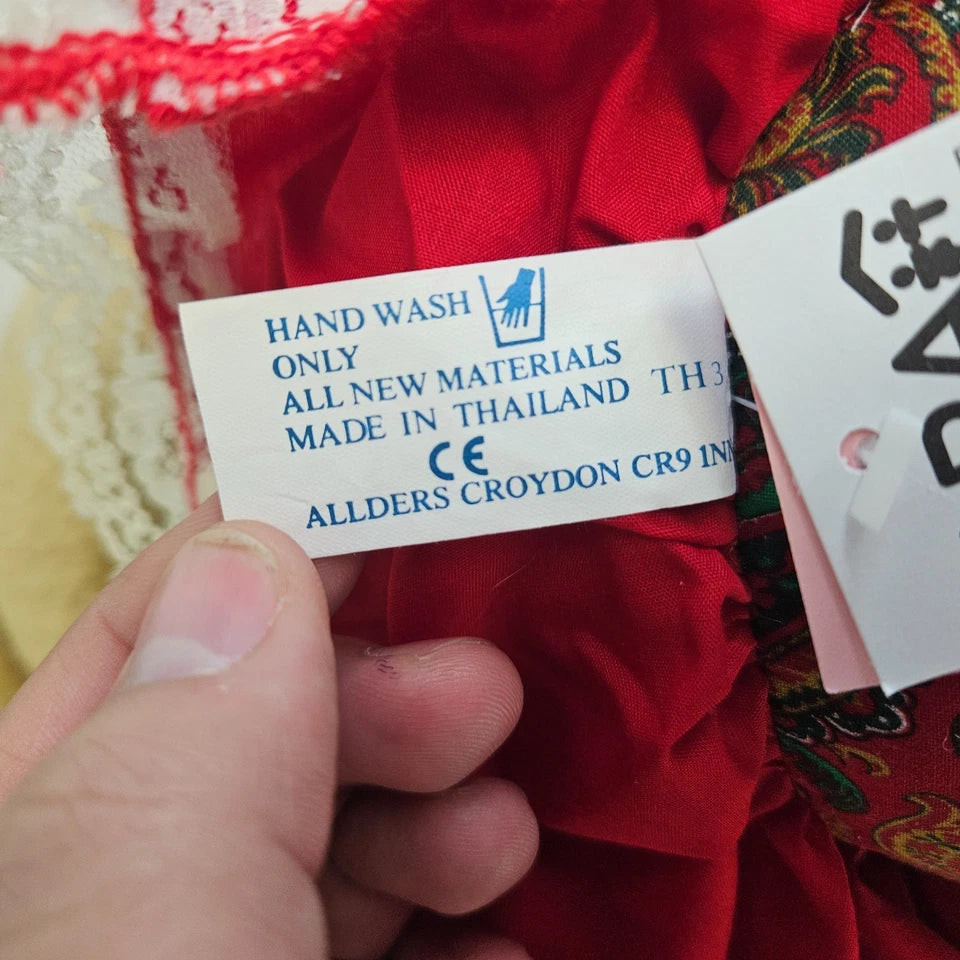 HAND WASH
ONLY
ALL NEW MATERIALS
MADE IN THAILAND TH3
CE
ALLDERS CROYDON CR9 1N